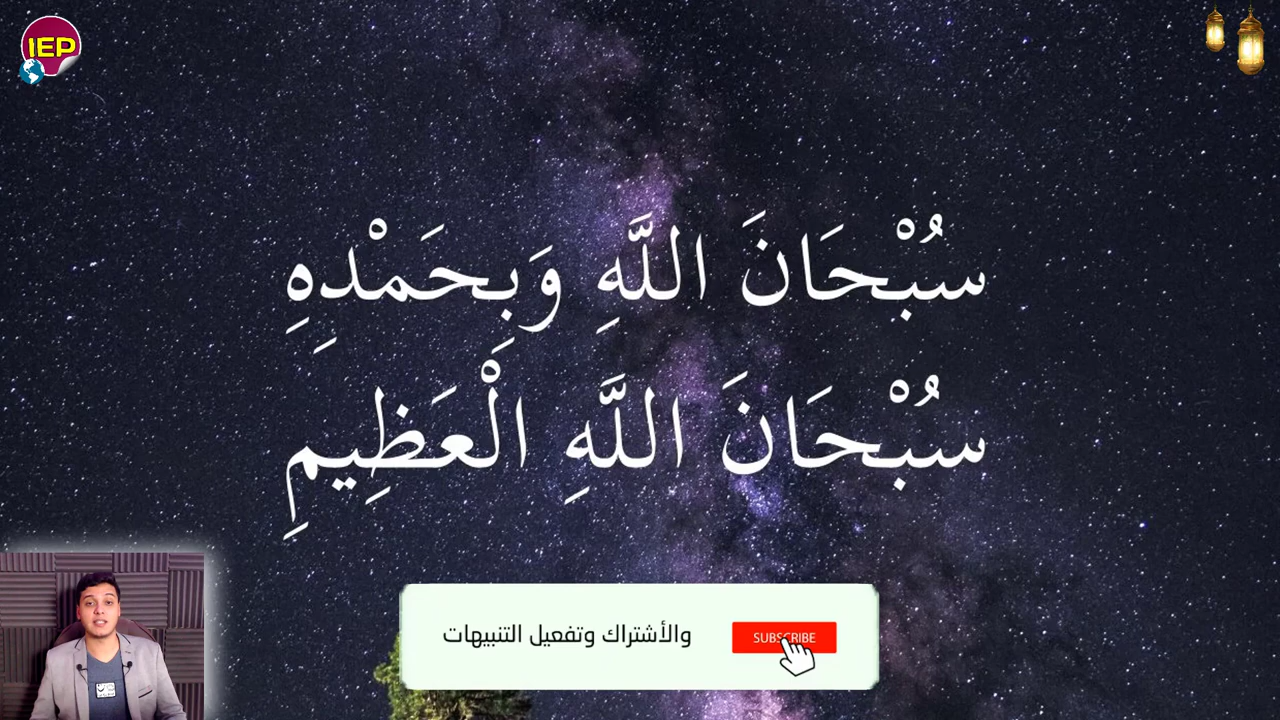 IEP
سُبْحَانَ اللَّهِ وَبِحَمْدِهِ
سُبْحَانَ اللَّهِ الْعَظِيمِ
والأشتراك وتفعيل التنبيهات
SUBSCRIBE